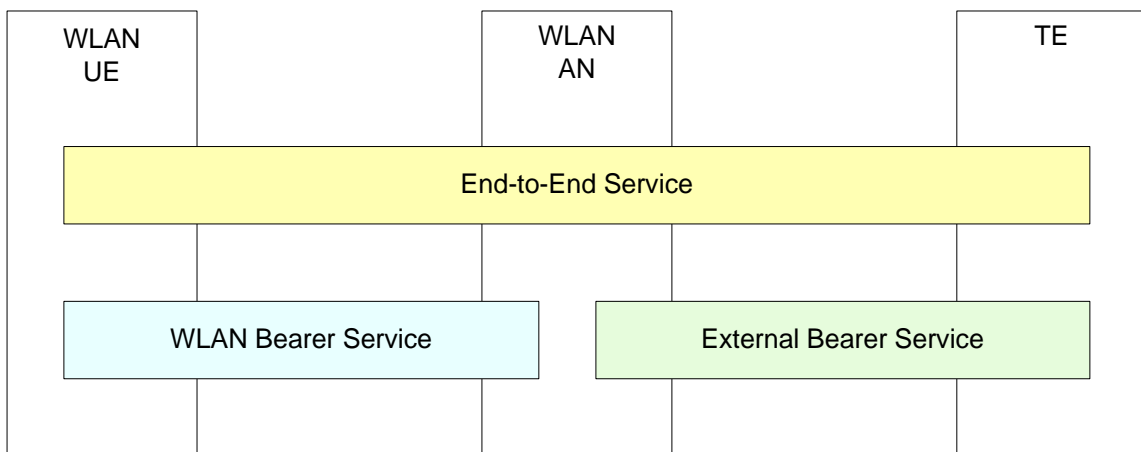 WLAN
UE
WLAN
AN
TE
End-to-End Service
WLAN Bearer Service
External Bearer Service